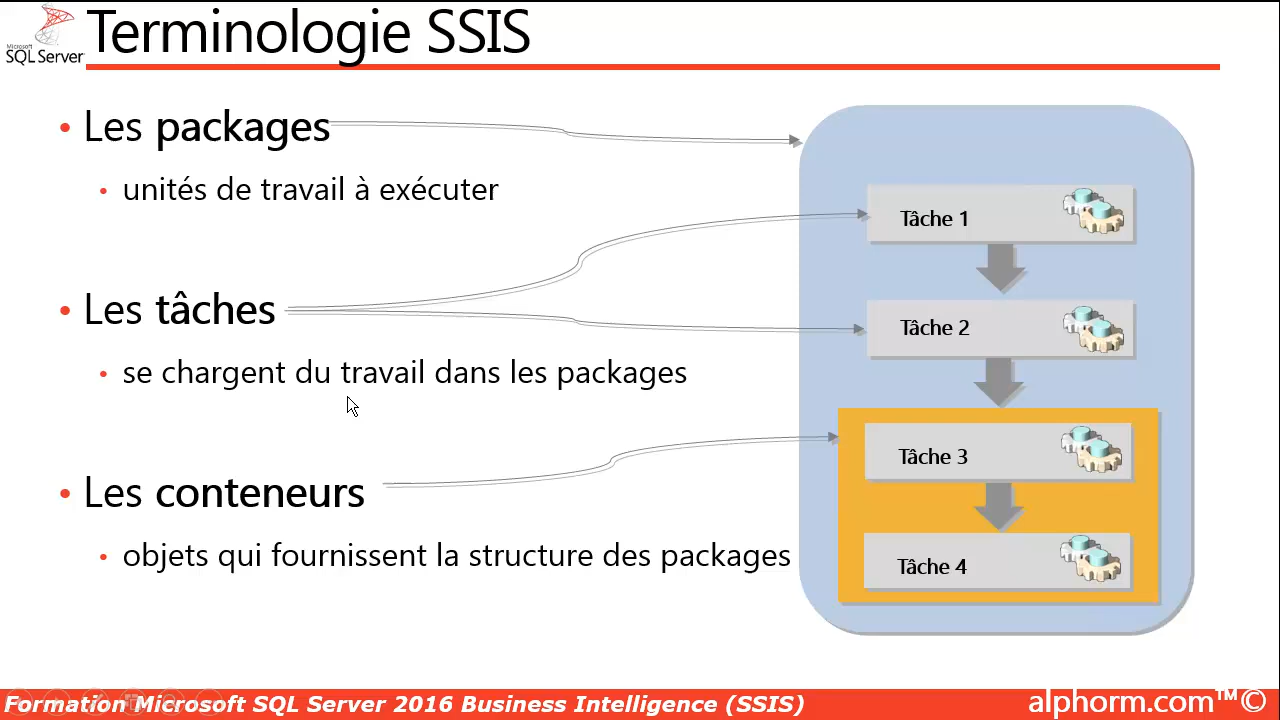 Microsoft
SQL Server
Terminologie SSIS
• Les packages
• unités de travail à exécuter
• Les tâches
• se chargent du travail dans les packages
• Les conteneurs
• objets qui fournissent la structure des packages
Tâche 1
Tâche 2
Tâche 3
Tâche 4
Formation Microsoft SQL Server 2016 Business Intelligence (SSIS)
alphorm.com™©